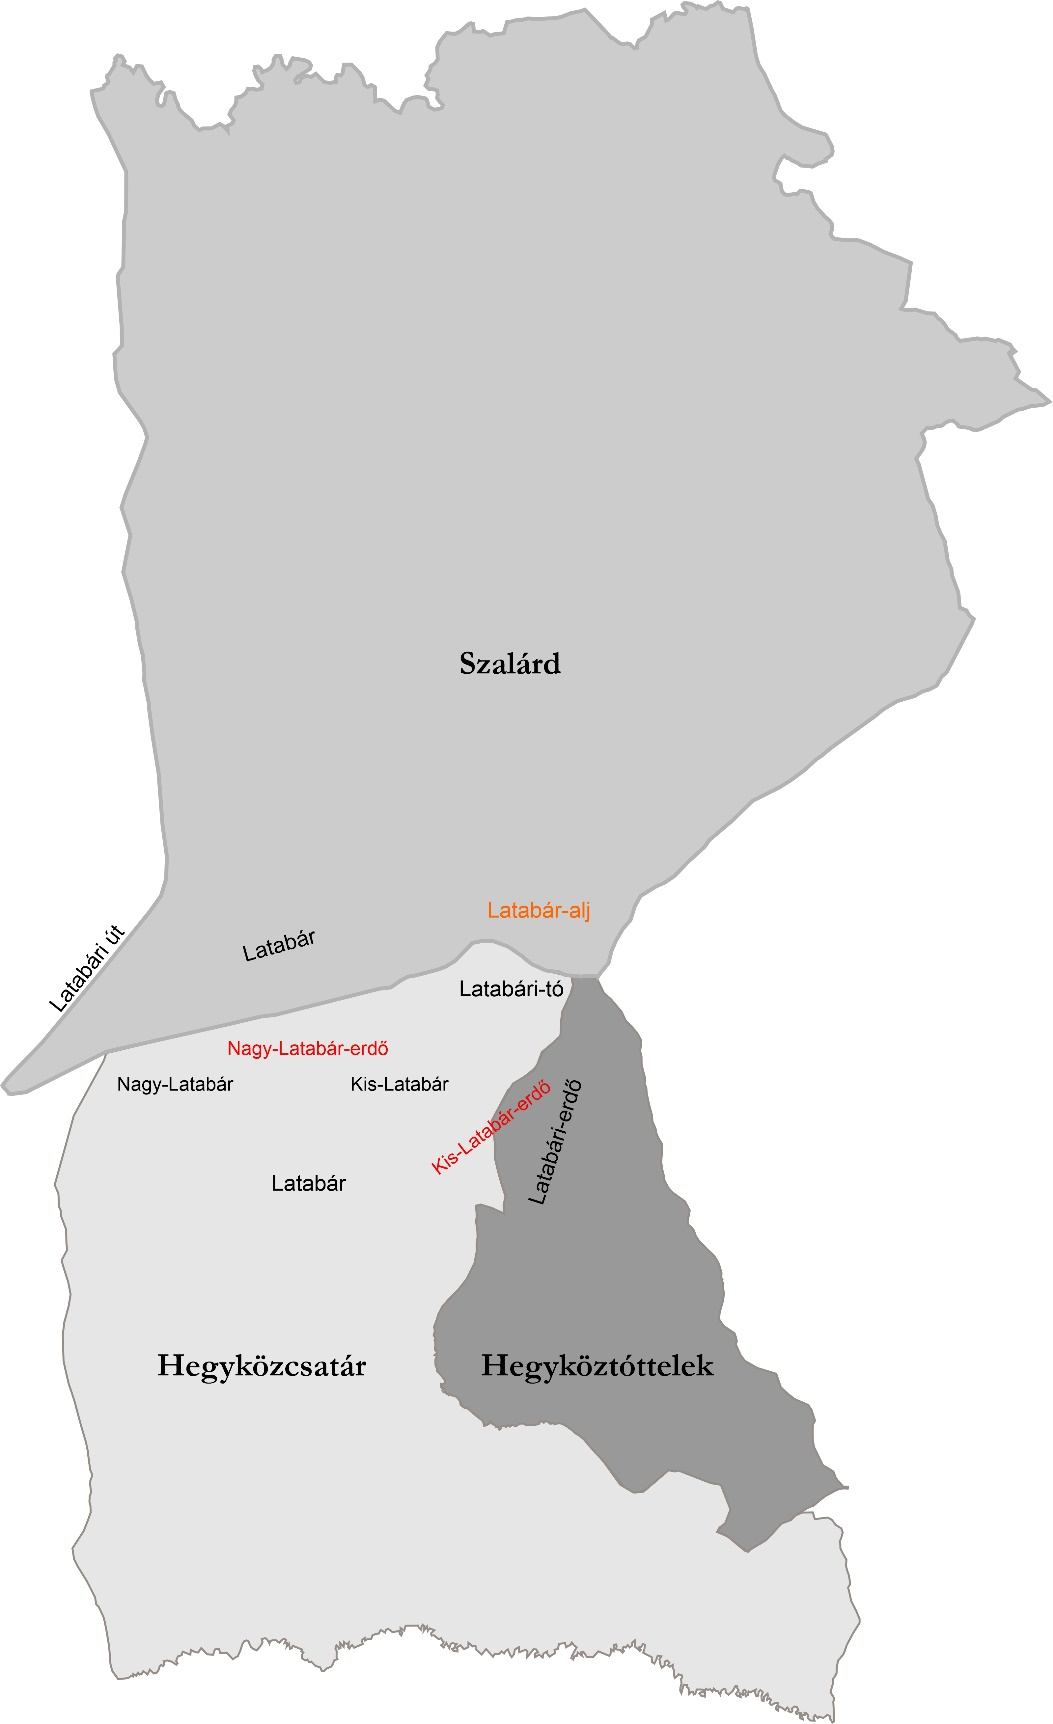 Szalárd
Latabár-alj
Latabári út
Latabár
Latabári-tó
Nagy-Latabár-erdő
Nagy-Latabár
Kis-Latabár
Kis-Latabár-erdő
Latabári-erdő
Latabár
Hegyközcsatár
Hegyköztóttelek